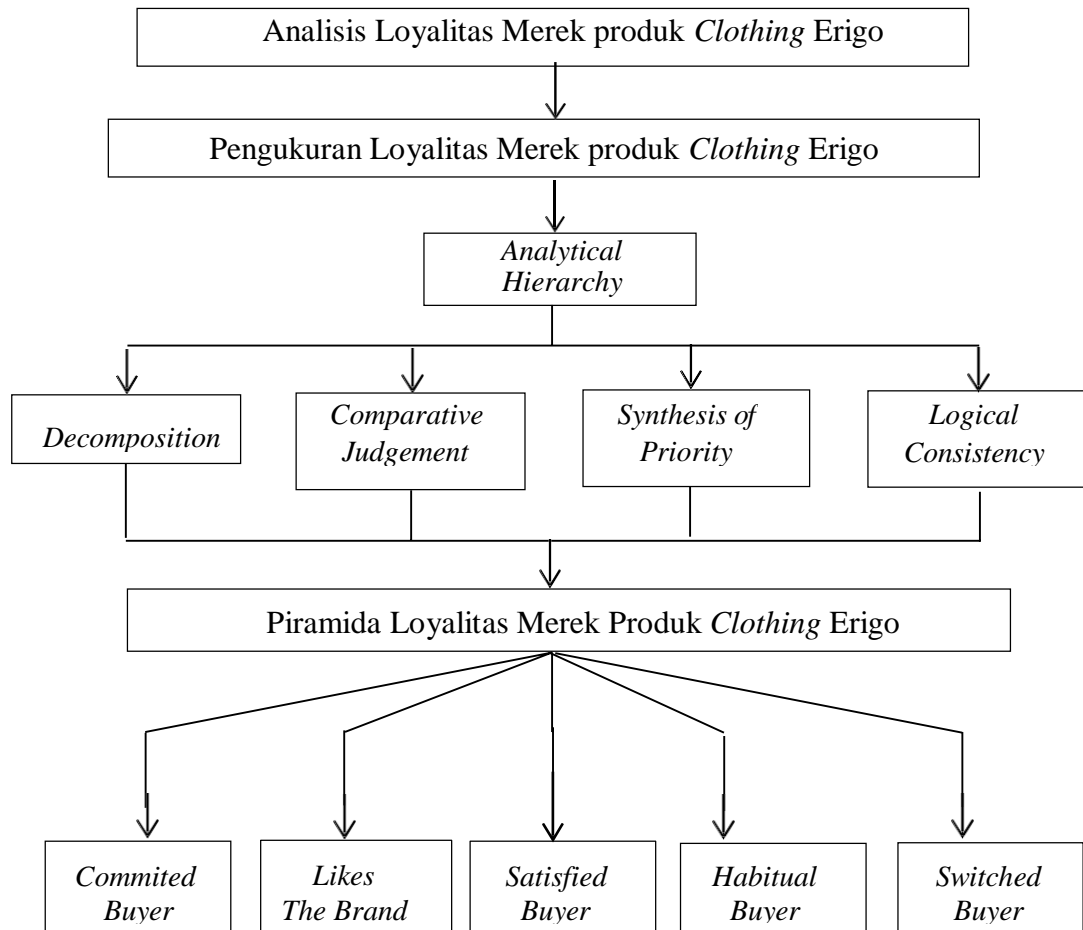 Analisis Loyalitas Merek produk Clothing Erigo
Pengukuran Loyalitas Merek produk Clothing Erigo
Analytical
Hierarchy
Decomposition
Comparative
Judgement
Synthesis of
Priority
Logical
Consistency
Piramida Loyalitas Merek Produk Clothing Erigo
Commited
Buyer
Likes
The Brand
Satisfied
Buyer
Habitual
Buyer
Switched
Buyer